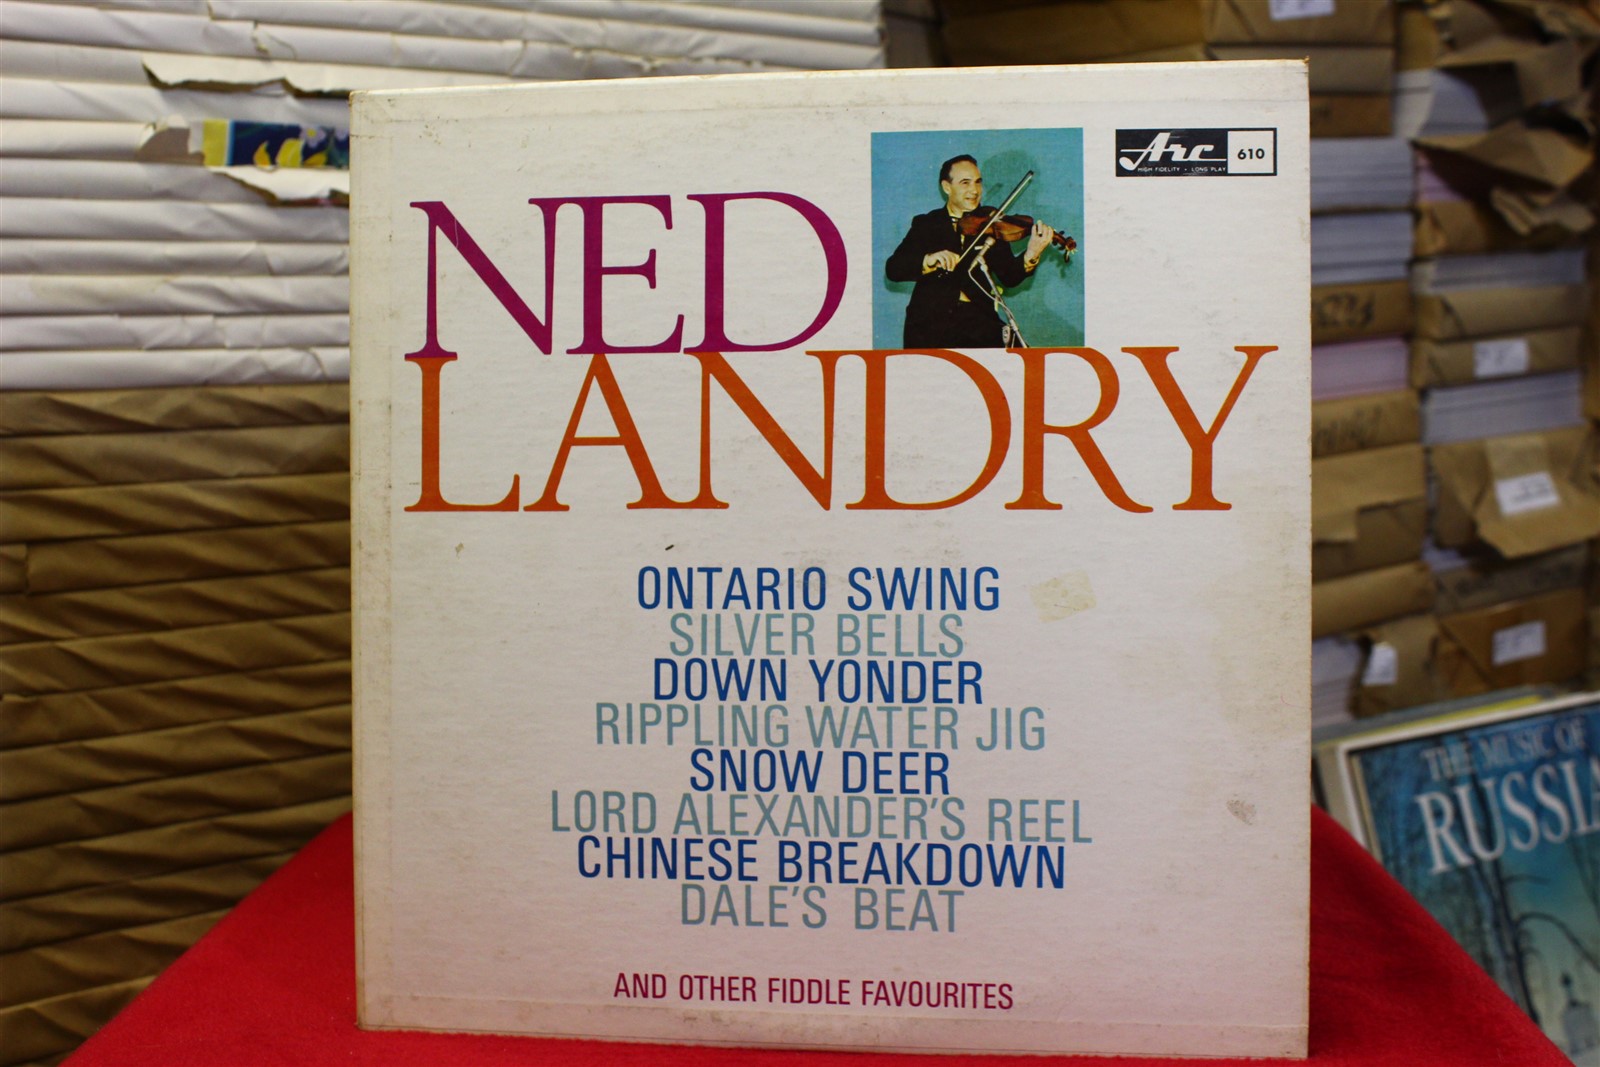 Arc 610
HIGH FIDELITY · LONG PLAY
NED
LANDRY
ONTARIO SWING
SILVER BELLS
DOWN YONDER
RIPPLING WATER JIG
SNOW DEER
LORD ALEXANDER'S REEL
CHINESE BREAKDOWN
DALE'S BEAT
AND OTHER FIDDLE FAVOURITES
THE MUSIC OF
RUSSIA